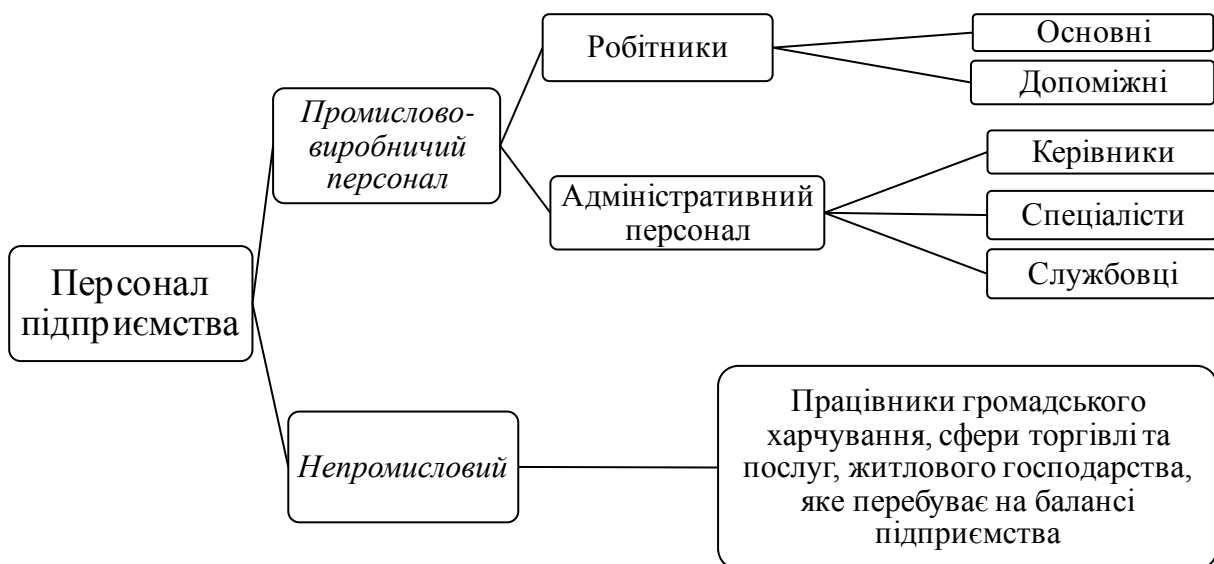 Персонал
підприємства
Промислово-
виробничий
персонал
Робітники
Основні
Допоміжні
Адміністративний
персонал
Керівники
Спеціалісти
Службовці
Непромисловий
Працівники громадського
харчування, сфери торгівлі та
послуг, житлового господарства,
яке перебуває на балансі
підприємства